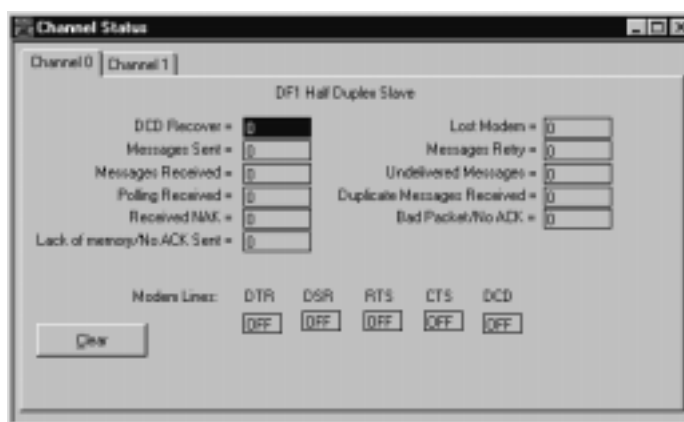 Channel Status
Channel 0 Channel 1
DF1 Half Duplex Slave
DCD Recover = 0 Lost Modem = 0
Messages Sent = 0 Messages Retry = 0
Messages Received = 0 Undelivered Messages = 0
Polling Received = 0 Duplicate Messages Received = 0
Received NAK = 0 Bad Packet/No ACK = 0
Lack of memory/No ACK Sent = 0
Modem Lines: DTR DSR RTS CTS DCD
OFF OFF OFF OFF OFF
Clear